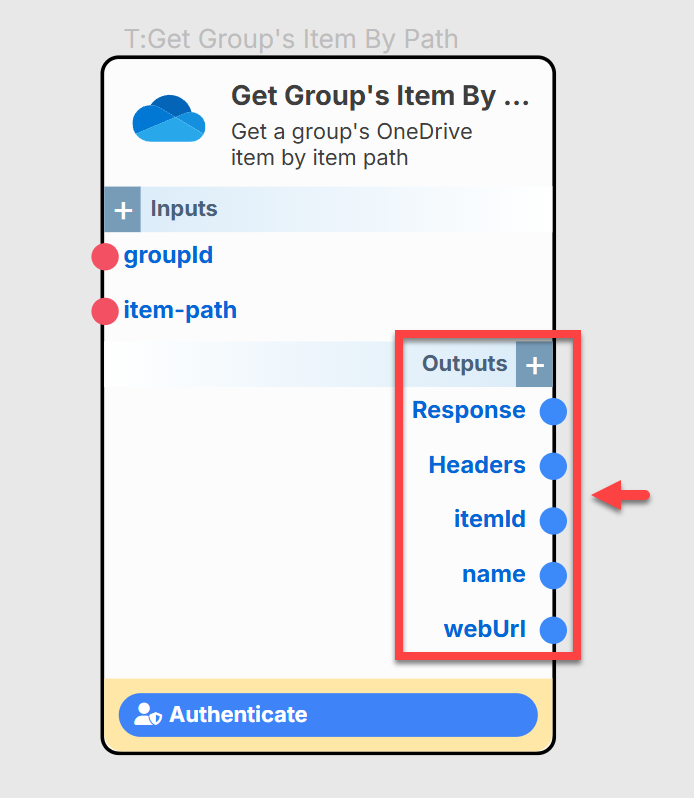 T:Get Group's Item By Path
Get Group's Item By ...
Get a group's OneDrive
item by item path
+ Inputs
groupId
item-path
Outputs +
Response
Headers
itemId
name
webUrl
Authenticate